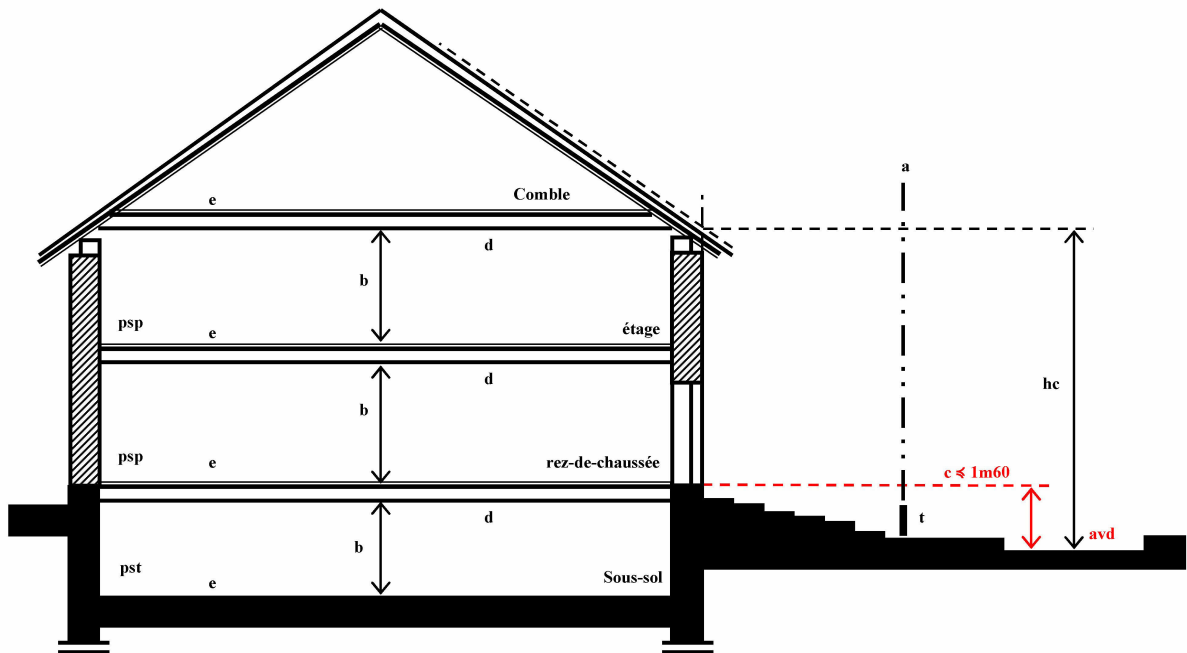 a
e Comble
d
b
psp e étage
d
hc
b
psp e rez-de-chaussée
c ⩽ 1m60
d t
avd
b
pst e Sous-sol